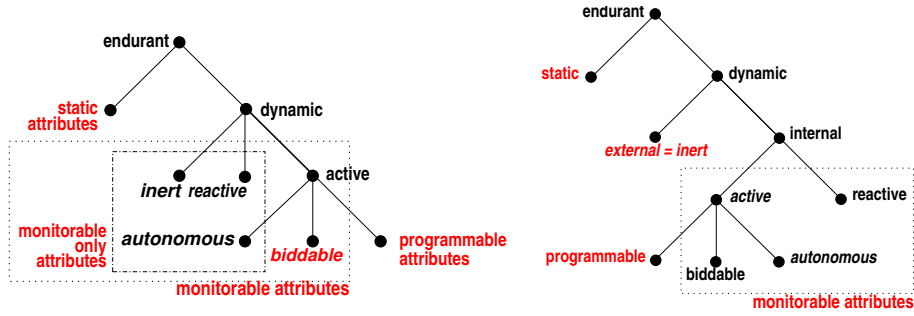 endurant
static
attributes
dynamic
inert reactive
active
monitorable
only
attributes
autonomous
biddable
programmable
attributes
monitorable attributes
endurant
static
dynamic
external = inert
internal
active
reactive
programmable
biddable
autonomous
monitorable attributes